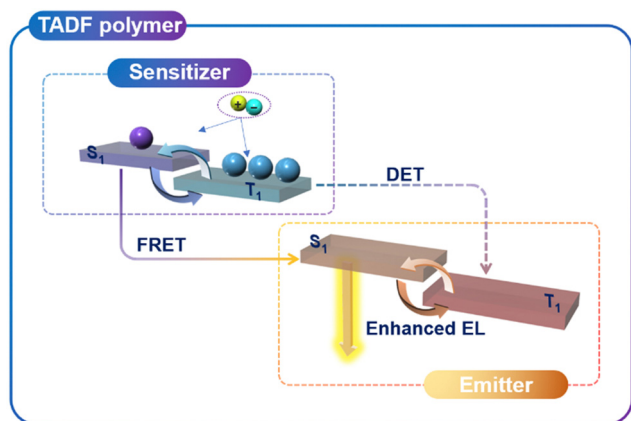 TADF polymer
Sensitizer
+ −
S1
T1
DET
FRET
S1
T1
Enhanced EL
Emitter